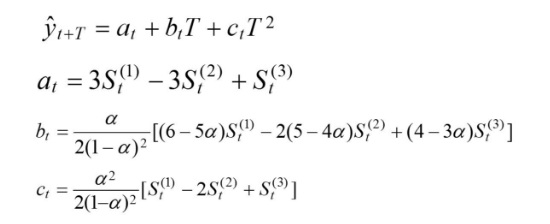 ŷ_{t+T} = a_t + b_t T + c_t T^2
a_t = 3S_t^{(1)} − 3S_t^{(2)} + S_t^{(3)}
b_t = \frac{α}{2(1−α)^2} [(6−5α)S_t^{(1)} − 2(5−4α)S_t^{(2)} + (4−3α)S_t^{(3)}]
c_t = \frac{α^2}{2(1−α)^2} [S_t^{(1)} − 2S_t^{(2)} + S_t^{(3)}]